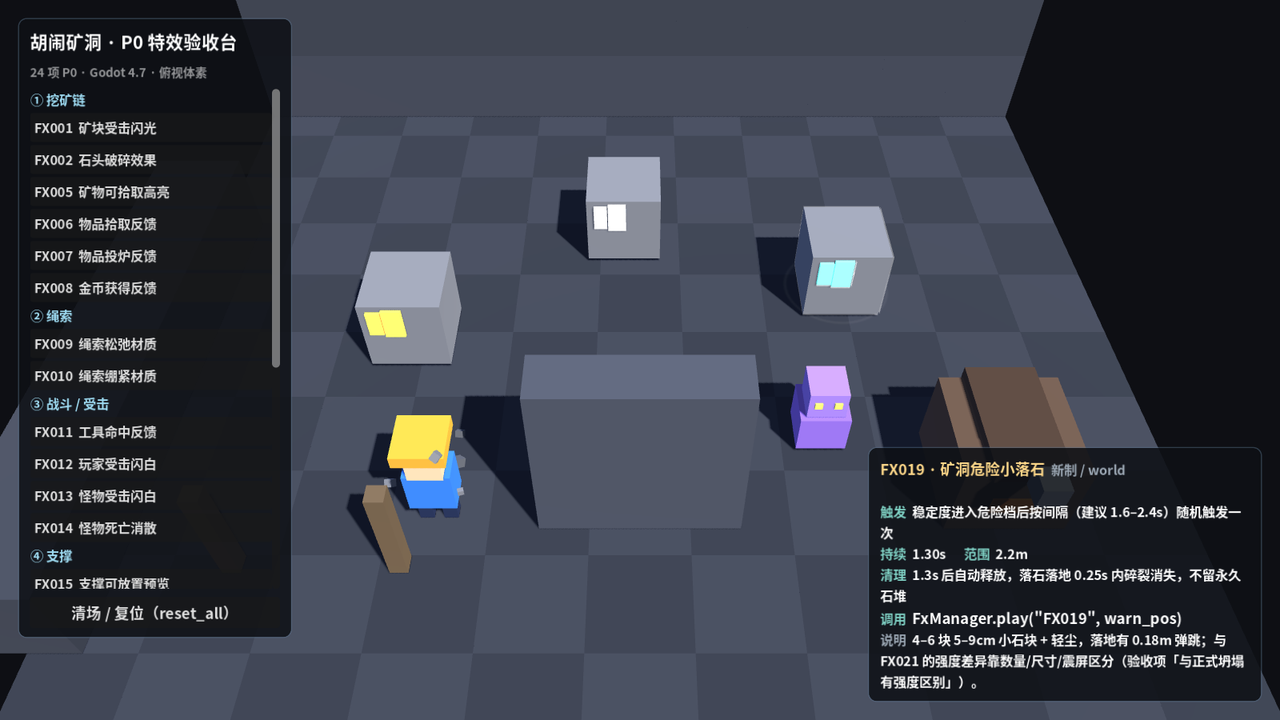 胡闹矿洞 · P0 特效验收台
24 项 P0 · Godot 4.7 · 俯视体素
① 挖矿链
FX001 矿块受击闪光
FX002 石头破碎效果
FX005 矿物可拾取高亮
FX006 物品拾取反馈
FX007 物品投炉反馈
FX008 金币获得反馈
② 绳索
FX009 绳索松弛材质
FX010 绳索绷紧材质
③ 战斗 / 受击
FX011 工具命中反馈
FX012 玩家受击闪白
FX013 怪物受击闪白
FX014 怪物死亡消散
④ 支撑
FX015 支撑可放置预览
清场 / 复位（reset_all）
FX019 · 矿洞危险小落石 新制 / world
触发 稳定度进入危险档后按间隔（建议 1.6–2.4s）随机触发一
次
持续 1.30s 范围 2.2m
清理 1.3s 后自动释放，落石落地 0.25s 内碎裂消失，不留永久
石堆
调用 FxManager.play("FX019", warn_pos)
说明 4–6 块 5–9cm 小石块 + 轻尘，落地有 0.18m 弹跳；与
FX021 的强度差异靠数量/尺寸/震屏区分（验收项「与正式坍塌
有强度区别」）。